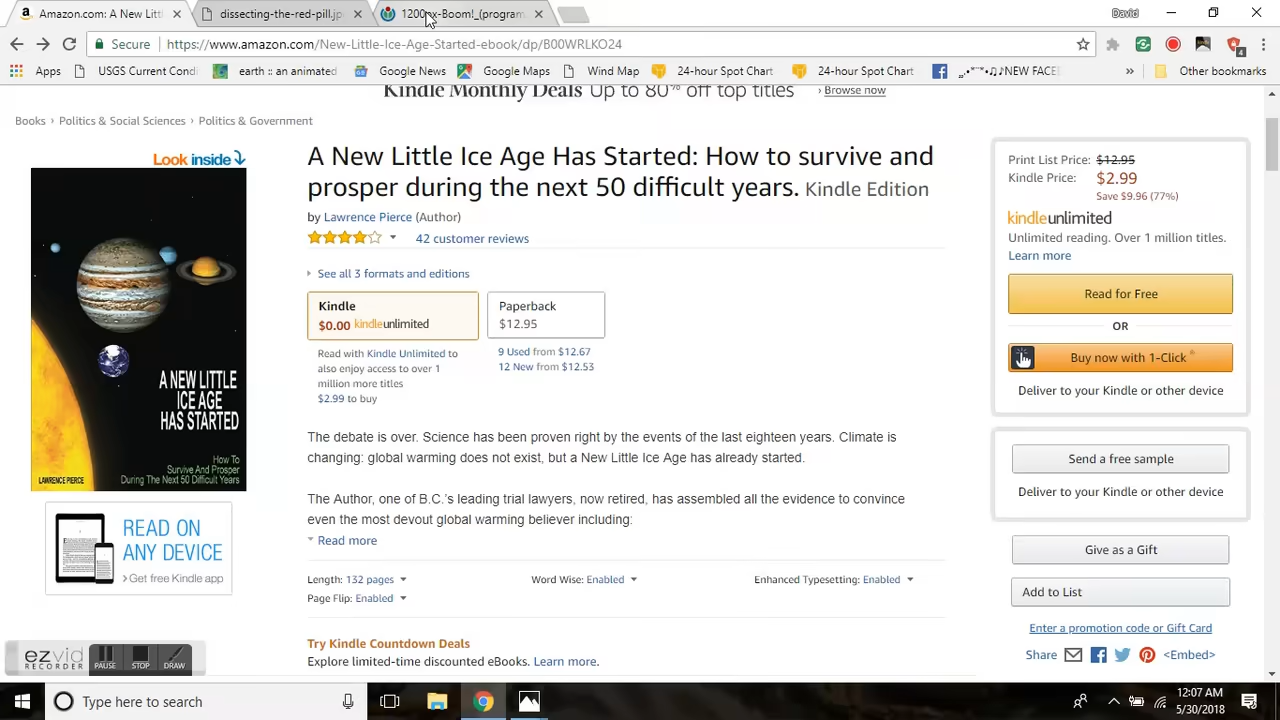 Amazon.com: A New Littl
dissecting-the-red-pill.jp
1200px-Boom!_(program
David
Secure
https://www.amazon.com/New-Little-Ice-Age-Started-ebook/dp/B00WRLKO24
Apps
USGS Current Condi
earth :: an animated
Google News
Google Maps
Wind Map
24-hour Spot Chart
24-hour Spot Chart
NEW FACE
»
Other bookmarks
Kindle Monthly Deals Up to 80% off top titles › Browse now
Books › Politics & Social Sciences › Politics & Government
Look inside
A New Little Ice Age Has Started: How to survive and
prosper during the next 50 difficult years. Kindle Edition
by Lawrence Pierce (Author)
42 customer reviews
See all 3 formats and editions
Kindle
$0.00 kindleunlimited
Paperback
$12.95
Read with Kindle Unlimited to
also enjoy access to over 1
million more titles
$2.99 to buy
9 Used from $12.67
12 New from $12.53
The debate is over. Science has been proven right by the events of the last eighteen years. Climate is
changing: global warming does not exist, but a New Little Ice Age has already started.
The Author, one of B.C.'s leading trial lawyers, now retired, has assembled all the evidence to convince
even the most devout global warming believer including:
Read more
Length: 132 pages
Word Wise: Enabled
Enhanced Typesetting: Enabled
Page Flip: Enabled
Try Kindle Countdown Deals
Explore limited-time discounted eBooks. Learn more.
A NEW LITTLE
ICE AGE
HAS STARTED
How To
Survive And Prosper
During The Next 50 Difficult Years
LAWRENCE PIERCE
READ ON
ANY DEVICE
› Get free Kindle app
Print List Price: $12.95
Kindle Price: $2.99
Save $9.96 (77%)
kindleunlimited
Unlimited reading. Over 1 million titles.
Learn more
Read for Free
OR
Buy now with 1-Click ®
Deliver to your Kindle or other device
Send a free sample
Deliver to your Kindle or other device
Give as a Gift
Add to List
Enter a promotion code or Gift Card
Share
<Embed>
ezvid
RECORDER
PAUSE
STOP
DRAW
Type here to search
12:07 AM
5/30/2018